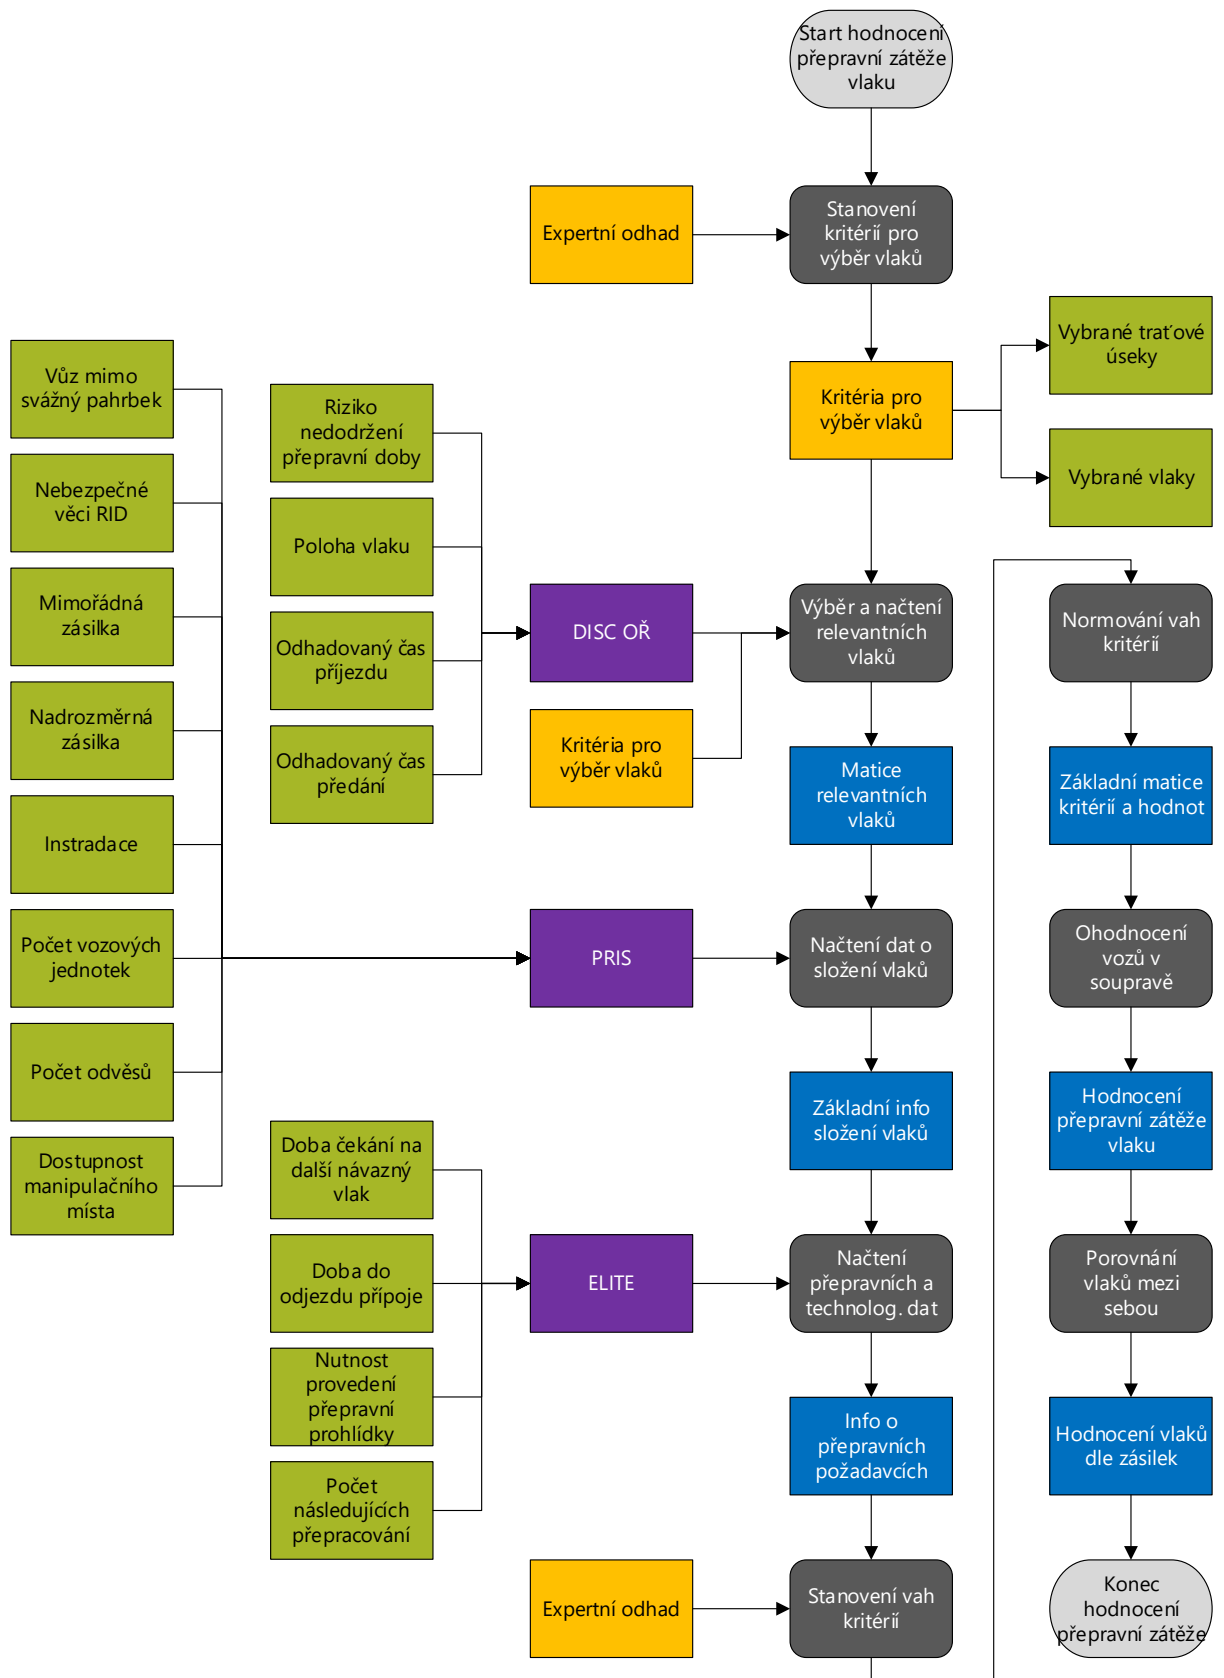 Start hodnocení
přepravní zátěže
vlaku
Expertní odhad
Stanovení
kritérií pro
výběr vlaků
Kritéria pro
výběr vlaků
Vybrané traťové
úseky
Vybrané vlaky
Vůz mimo
svážný pahrbek
Nebezpečné
věci RID
Mimořádná
zásilka
Nadrozměrná
zásilka
Instradace
Počet vozových
jednotek
Počet odvěsů
Dostupnost
manipulačního
místa
Riziko
nedodržení
přepravní doby
Poloha vlaku
Odhadovaný čas
příjezdu
Odhadovaný čas
předání
DISC OŘ
Kritéria pro
výběr vlaků
Výběr a načtení
relevantních
vlaků
Matice
relevantních
vlaků
PRIS
Načtení dat o
složení vlaků
Základní info
složení vlaků
Doba čekání na
další návazný
vlak
Doba do
odjezdu přípoje
Nutnost
provedení
přepravní
prohlídky
Počet
následujících
přepracování
ELITE
Načtení
přepravních a
technolog. dat
Info o
přepravních
požadavcích
Expertní odhad
Stanovení vah
kritérií
Normování vah
kritérií
Základní matice
kritérií a hodnot
Ohodnocení
vozů v
soupravě
Hodnocení
přepravní zátěže
vlaku
Porovnání
vlaků mezi
sebou
Hodnocení vlaků
dle zásilek
Konec
hodnocení
přepravní zátěže